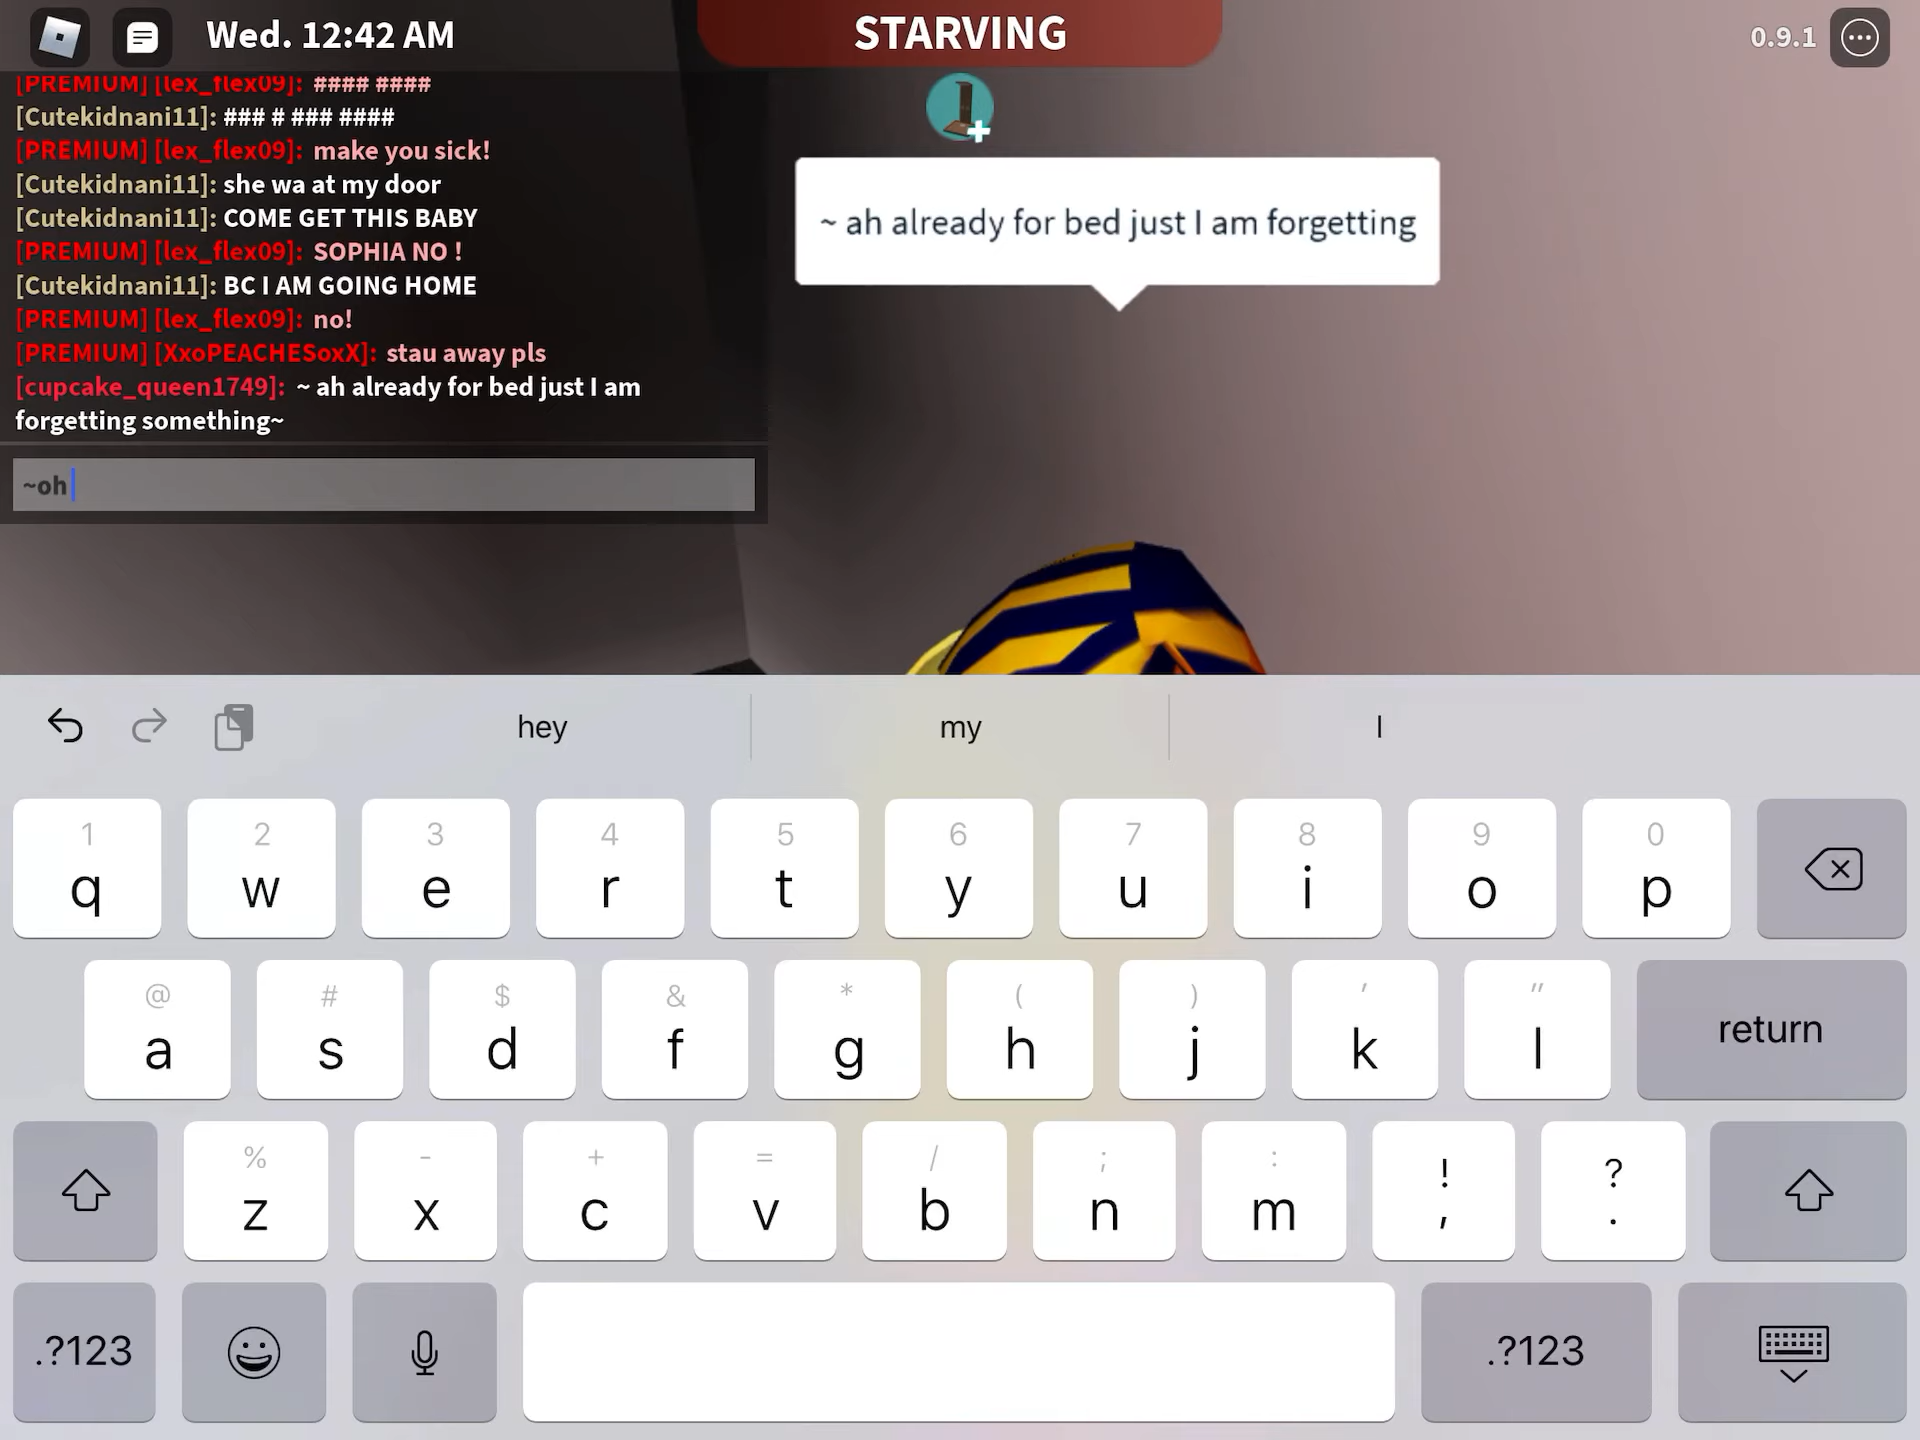 Wed. 12:42 AM
STARVING
0.9.1
[PREMIUM] [lex_flex09]: #### ####
[Cutekidnani11]: ### # ### ####
[PREMIUM] [lex_flex09]: make you sick!
[Cutekidnani11]: she wa at my door
[Cutekidnani11]: COME GET THIS BABY
[PREMIUM] [lex_flex09]: SOPHIA NO !
[Cutekidnani11]: BC I AM GOING HOME
[PREMIUM] [lex_flex09]: no!
[PREMIUM] [XxoPEACHESoxX]: stau away pls
[cupcake_queen1749]: ~ ah already for bed just I am
forgetting something~
~oh
~ ah already for bed just I am forgetting
hey my I
1 2 3 4 5 6 7 8 9 0
q w e r t y u i o p
@ # $ & * ( ) ' "
a s d f g h j k l return
% - + = / ; : ! ?
z x c v b n m , .
.?123 .?123